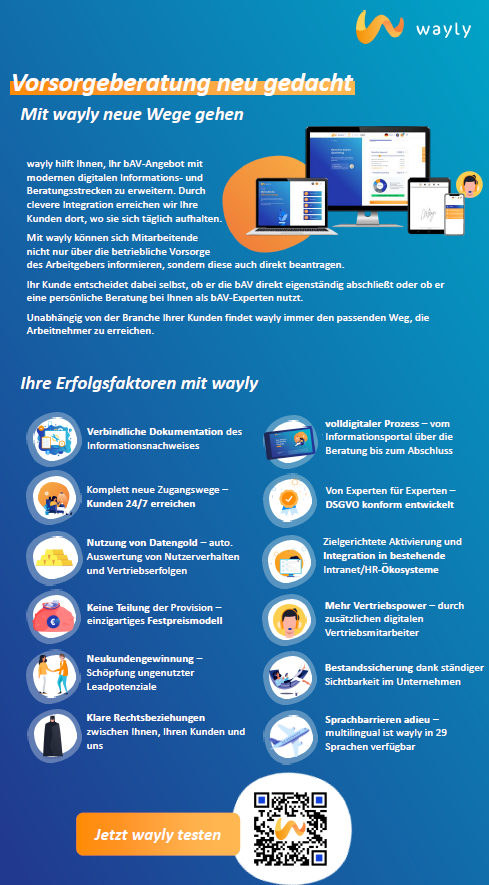 wayly
Vorsorgeberatung neu gedacht
Mit wayly neue Wege gehen
wayly hilft Ihnen, Ihr bAV-Angebot mit
modernen digitalen Informations- und
Beratungsstrecken zu erweitern. Durch
clevere Integration erreichen wir Ihre
Kunden dort, wo sie sich täglich aufhalten.
Mit wayly können sich Mitarbeitende
nicht nur über die betriebliche Vorsorge
des Arbeitgebers informieren, sondern diese auch direkt beantragen.
Ihr Kunde entscheidet dabei selbst, ob er die bAV direkt eigenständig abschließt oder ob er
eine persönliche Beratung bei Ihnen als bAV-Experten nutzt.
Unabhängig von der Branche Ihrer Kunden findet wayly immer den passenden Weg, die
Arbeitnehmer zu erreichen.
Ihre Erfolgsfaktoren mit wayly
Verbindliche Dokumentation des
Informationsnachweises
volldigitaler Prozess – vom
Informationsportal über die
Beratung bis zum Abschluss
Komplett neue Zugangswege –
Kunden 24/7 erreichen
Von Experten für Experten –
DSGVO konform entwickelt
Nutzung von Datengold – auto.
Auswertung von Nutzerverhalten
und Vertriebserfolgen
Zielgerichtete Aktivierung und
Integration in bestehende
Intranet/HR-Ökosysteme
Keine Teilung der Provision –
einzigartiges Festpreismodell
Mehr Vertriebspower – durch
zusätzlichen digitalen
Vertriebsmitarbeiter
Neukundengewinnung –
Schöpfung ungenutzter
Leadpotenziale
Bestandssicherung dank ständiger
Sichtbarkeit im Unternehmen
Klare Rechtsbeziehungen
zwischen Ihnen, Ihren Kunden und
uns
Sprachbarrieren adieu –
multilingual ist wayly in 29
Sprachen verfügbar
Jetzt wayly testen